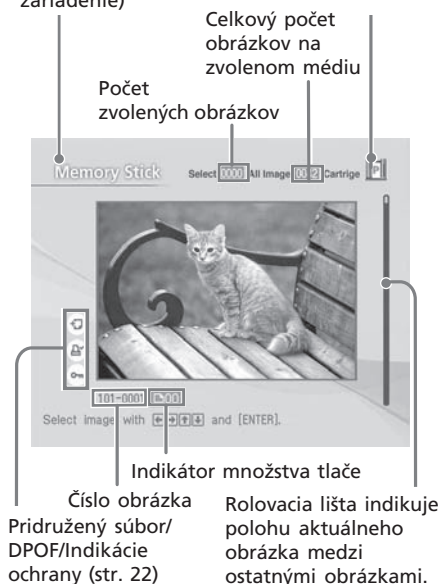 zariadenie)
Celkový počet
obrázkov na
zvolenom médiu
Počet
zvolených obrázkov
Memory Stick
Select 0000 All Image 0002 Cartrige P
101-0001 00
Select image with and [ENTER].
Indikátor množstva tlače
Číslo obrázka
Pridružený súbor/
DPOF/Indikácie
ochrany (str. 22)
Rolovacia lišta indikuje
polohu aktuálneho
obrázka medzi
ostatnými obrázkami.